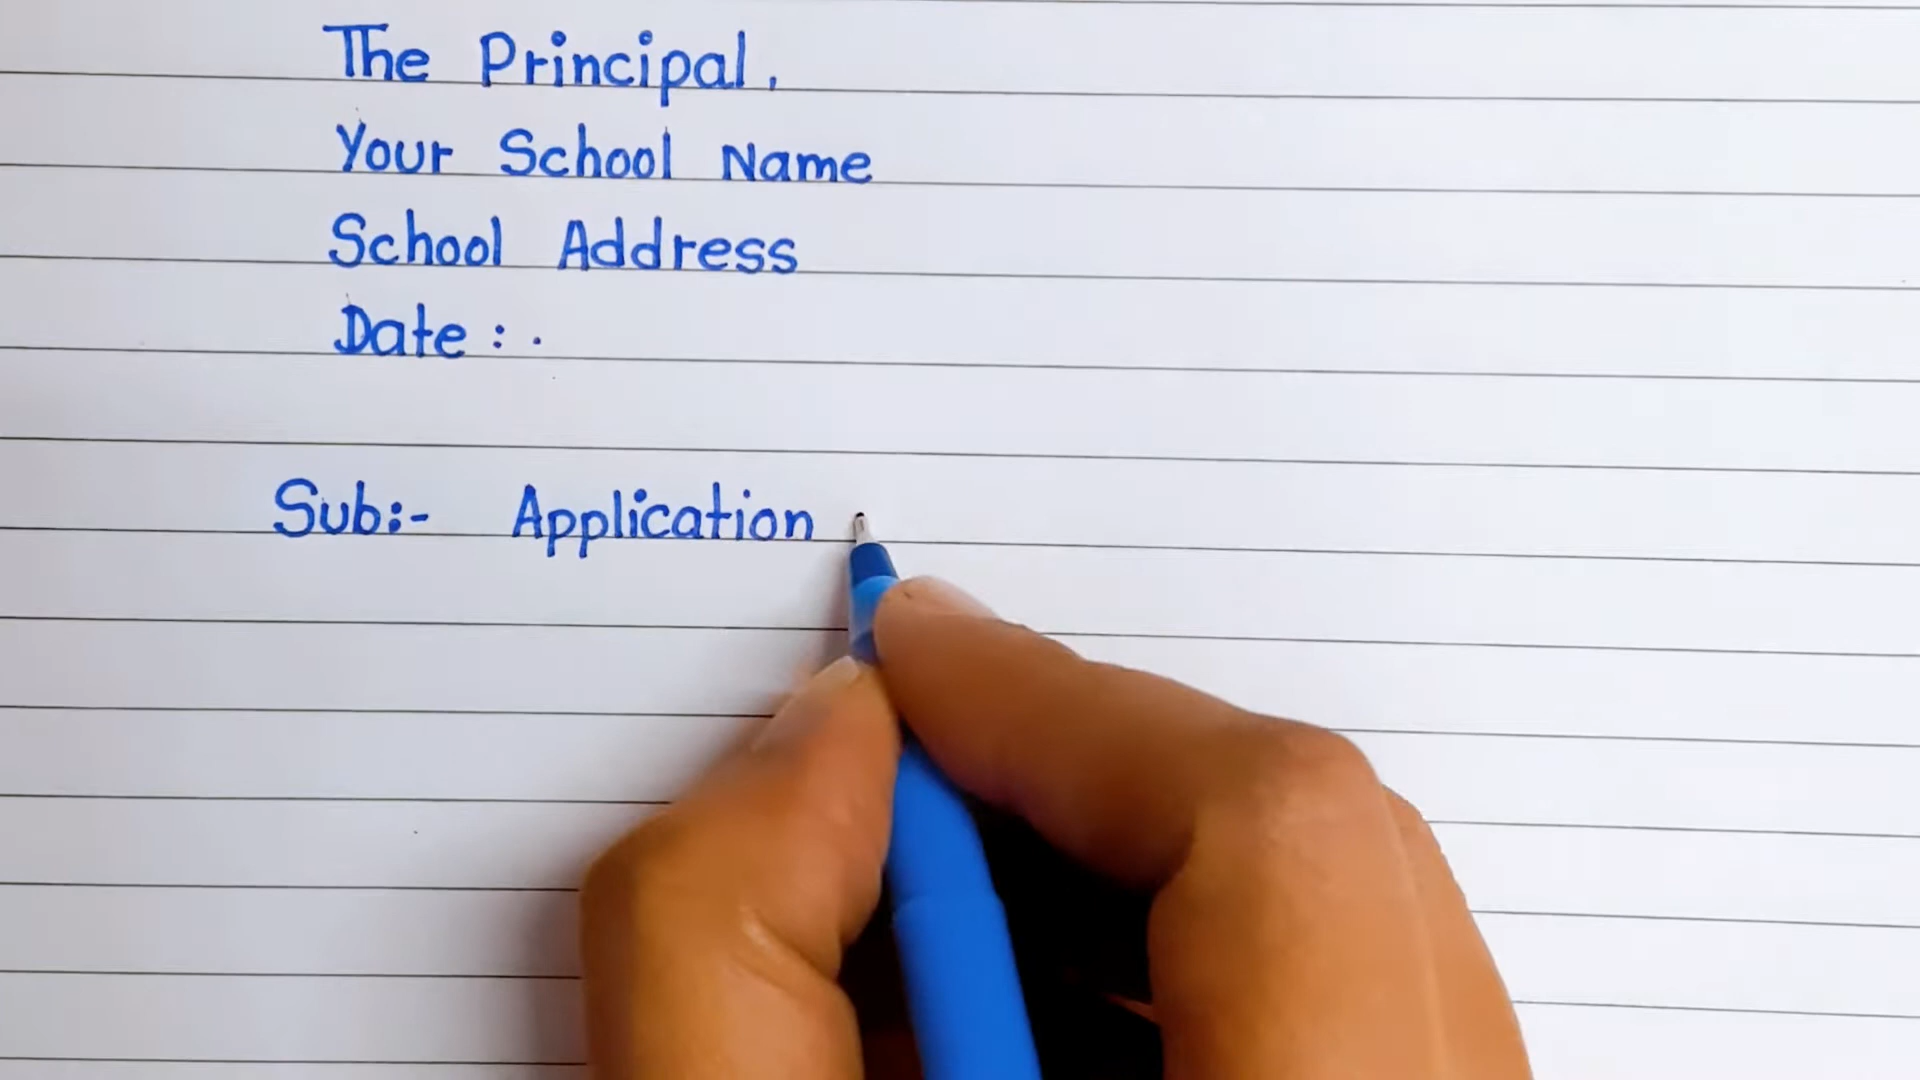 The Principal,
Your School Name
School Address
Date : .
Sub:- Application